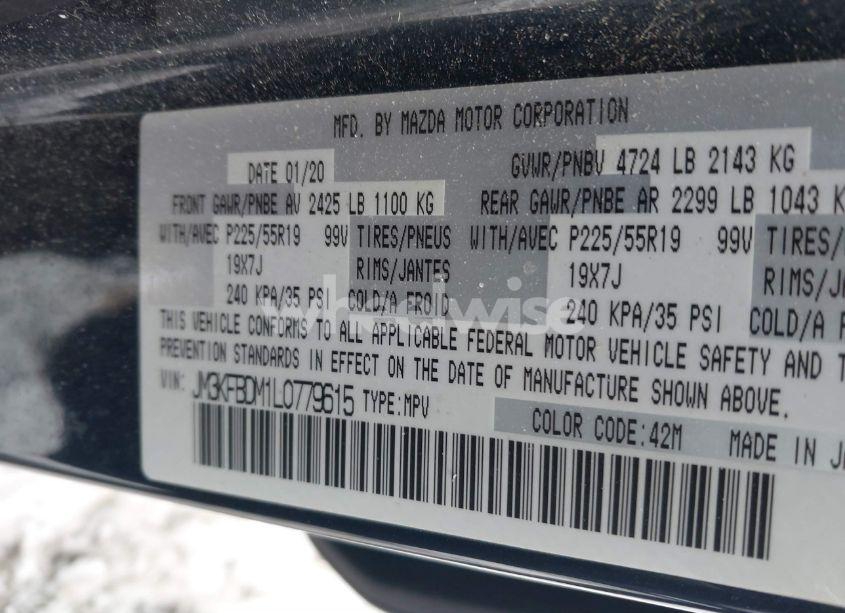 MFD. BY MAZDA MOTOR CORPORATION
DATE 01/20 GVWR/PNBV 4724 LB 2143 KG
FRONT GAWR/PNBE AV 2425 LB 1100 KG REAR GAWR/PNBE AR 2299 LB 1043 K
WITH/AVEC P225/55R19 99V TIRES/PNEUS WITH/AVEC P225/55R19 99V TIRES/
19X7J RIMS/JANTES 19X7J RIMS/J
240 KPA/35 PSI COLD/A FROID 240 KPA/35 PSI COLD/A F
wheelwise
THIS VEHICLE CONFORMS TO ALL APPLICABLE FEDERAL MOTOR VEHICLE SAFETY AND T
PREVENTION STANDARDS IN EFFECT ON THE DATE OF MANUFACTURE SHOWN ABOVE.
VIN: JM3KFBDM1L0779615 TYPE:MPV
COLOR CODE:42M MADE IN J